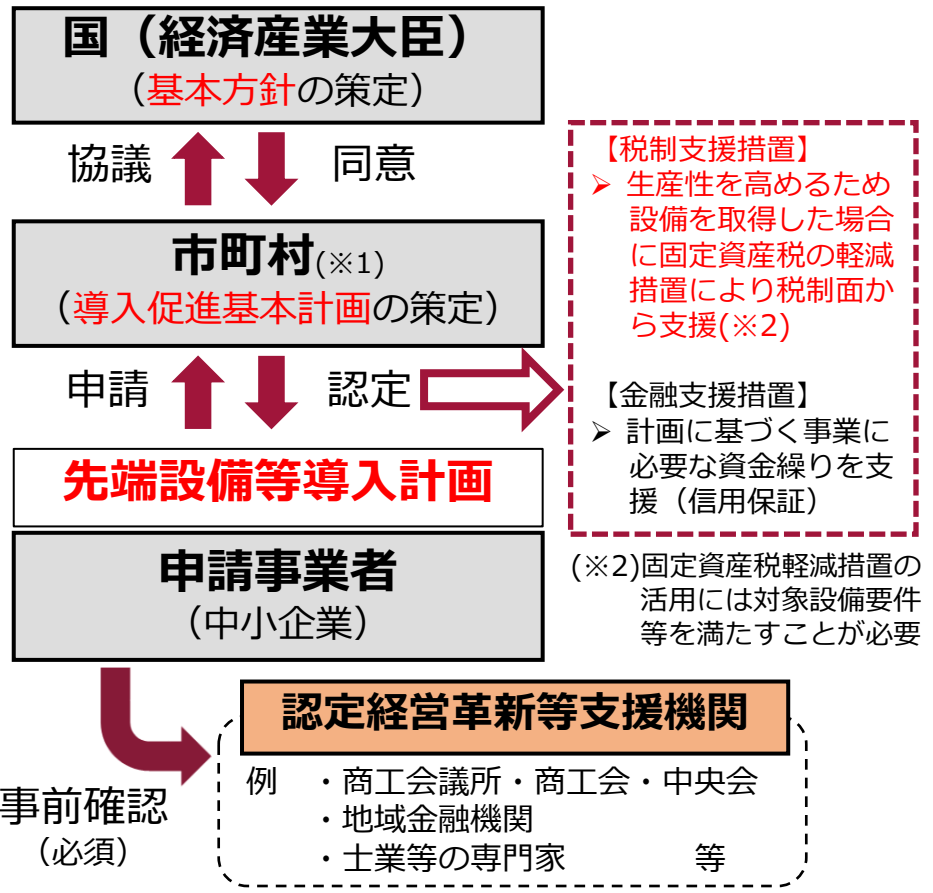 国（経済産業大臣）
（基本方針の策定）
協議
同意
市町村(※1)
（導入促進基本計画の策定）
申請
認定
先端設備等導入計画
申請事業者
（中小企業）
【税制支援措置】
➢ 生産性を高めるため
設備を取得した場合
に固定資産税の軽減
措置により税制面か
ら支援(※2)
【金融支援措置】
➢ 計画に基づく事業に
必要な資金繰りを支
援（信用保証）
(※2)固定資産税軽減措置の
活用には対象設備要件
等を満たすことが必要
事前確認
（必須）
認定経営革新等支援機関
例　・商工会議所・商工会・中央会
・地域金融機関
・士業等の専門家　　　　等